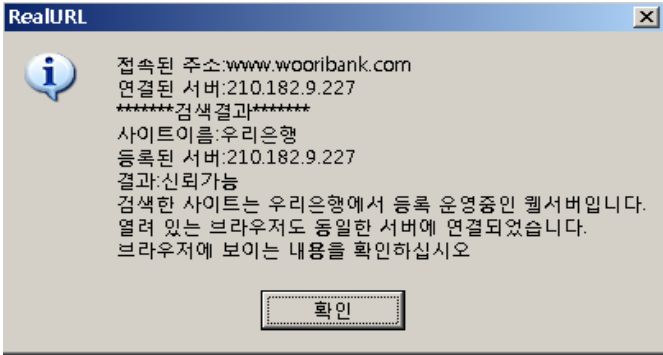 RealURL
접속된 주소:www.wooribank.com
연결된 서버:210.182.9.227
*******검색결과*******
사이트이름:우리은행
등록된 서버:210.182.9.227
결과:신뢰가능
검색한 사이트는 우리은행에서 등록 운영중인 웹서버입니다.
열려 있는 브라우저도 동일한 서버에 연결되었습니다.
브라우저에 보이는 내용을 확인하십시오
확인